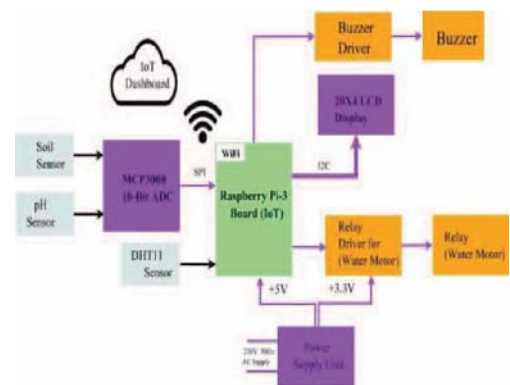 IoT
Dashboard
Buzzer
Driver
Buzzer
20X4 LCD
Display
Soil
Sensor
WiFi
MCP3008
10-Bit ADC
SPI
I2C
Raspberry Pi-3
Board (IoT)
pH
Sensor
DHT11
Sensor
Relay
Driver for
(Water Motor)
Relay
(Water Motor)
+5V
+3.3V
AC Supply
Power
Supply Unit